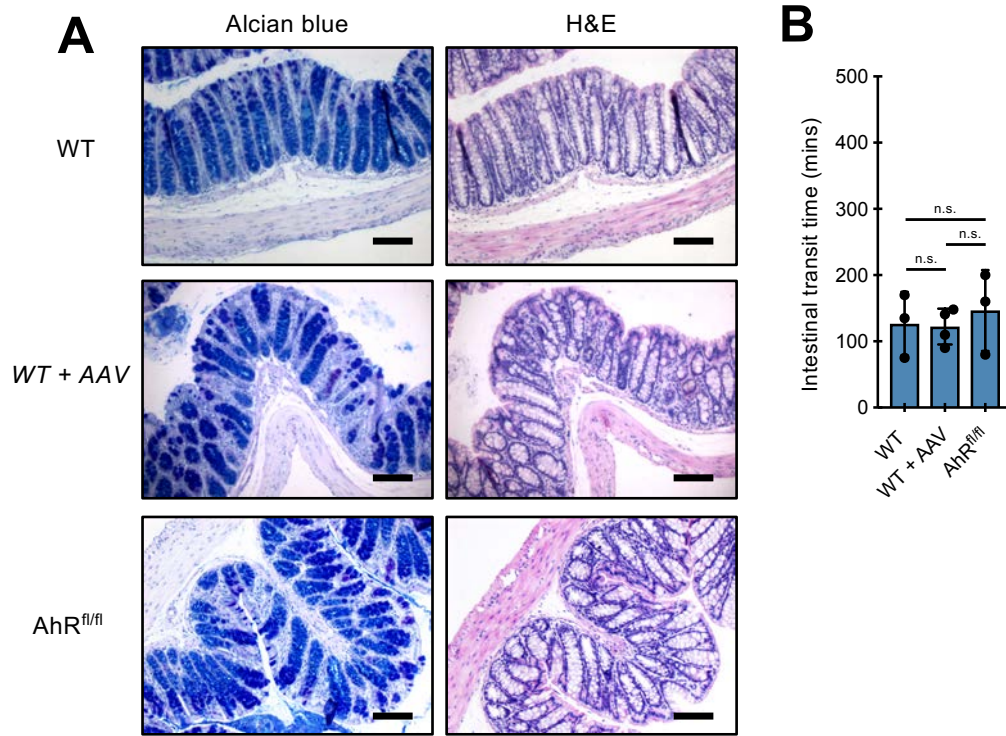 A
Alcian blue
H&E
WT
WT + AAV
AhR^fl/fl
B
Intestinal transit time (mins)
500
400
300
200
100
0
n.s.
n.s.
n.s.
WT
WT + AAV
AhR^fl/fl